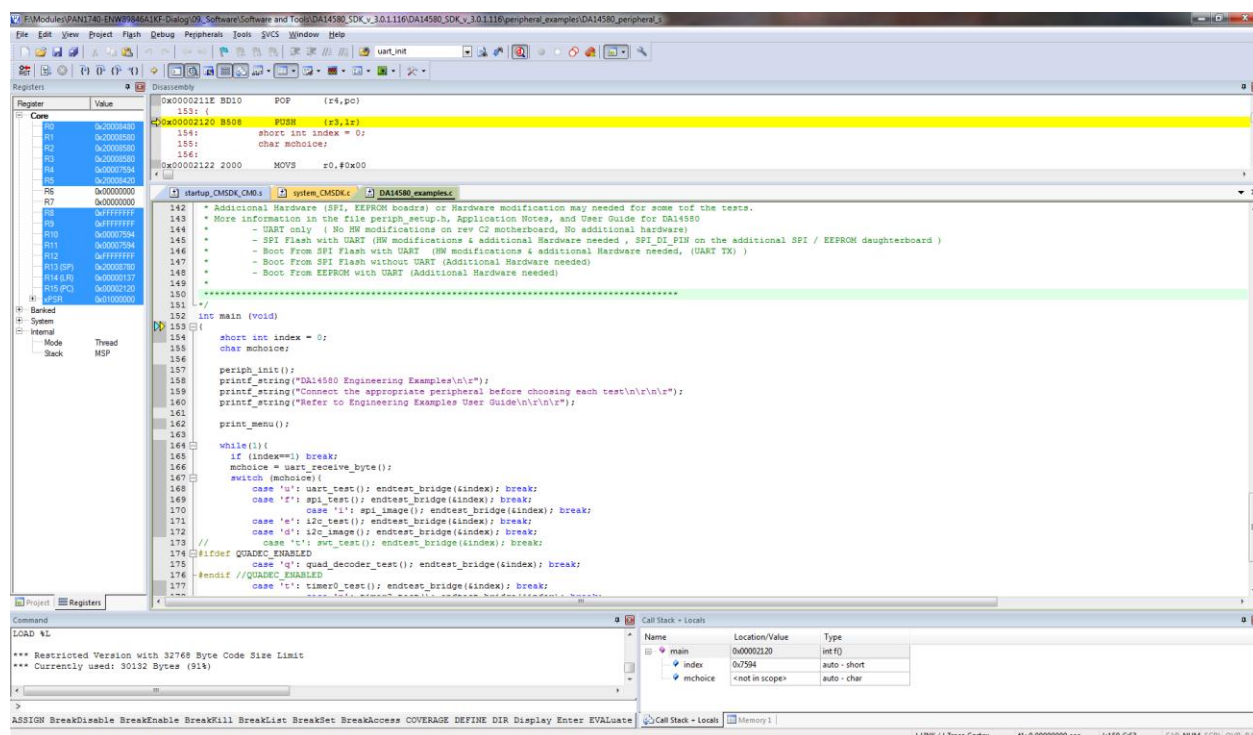 F:\Modules\PAN1740-ENW89846A1KF-Dialog\09._Software\Software and Tools\DA14580_SDK_v_3.0.1.116\DA14580_SDK_v_3.0.1.116\peripheral_examples\DA14580_peripheral_s
File Edit View Project Flash Debug Peripherals Tools SVCS Window Help
uart_init
Registers
Register Value
Core
R0 0x20008480
R1 0x20008580
R2 0x20008580
R3 0x20008580
R4 0x00007594
R5 0x20008420
R6 0x00000000
R7 0x00000000
R8 0xFFFFFFFF
R9 0xFFFFFFFF
R10 0x00007594
R11 0x00007594
R12 0xFFFFFFFF
R13 (SP) 0x20008780
R14 (LR) 0x00000137
R15 (PC) 0x00002120
xPSR 0x01000000
Banked
System
Internal
Mode Thread
Stack MSP
Project Registers
Disassembly
0x0000211E BD10 POP {r4,pc}
153: {
0x00002120 B508 PUSH {r3,lr}
154: short int index = 0;
155: char mchoice;
156:
0x00002122 2000 MOVS r0,#0x00
startup_CMSDK_CM0.s system_CMSDK.c DA14580_examples.c
142 * Addicional Hardware (SPI, EEPROM boadrs) or Hardware modification may needed for some tof the tests.
143 * More information in the file periph_setup.h, Application Notes, and User Guide for DA14580
144 * - UART only ( No HW modifications on rev C2 motherboard, No additional hardware)
145 * - SPI Flash with UART (HW modifications & additional Hardware needed , SPI_DI_PIN on the additional SPI / EEPROM daughterboard )
146 * - Boot From SPI Flash with UART (HW modifications & additional Hardware needed, (UART TX) )
147 * - Boot From SPI Flash without UART (Additional Hardware needed)
148 * - Boot From EEPROM with UART (Additional Hardware needed)
149 *
150 ****************************************************************************************
151 */
152 int main (void)
153 {
154 short int index = 0;
155 char mchoice;
156
157 periph_init();
158 printf_string("DA14580 Engineering Examples\n\r");
159 printf_string("Connect the appropriate peripheral before choosing each test\n\r\n\r");
160 printf_string("Refer to Engineering Examples User Guide\n\r\n\r");
161
162 print_menu();
163
164 while(1){
165 if (index==1) break;
166 mchoice = uart_receive_byte();
167 switch (mchoice){
168 case 'u': uart_test(); endtest_bridge(&index); break;
169 case 'f': spi_test(); endtest_bridge(&index); break;
170 case 'i': spi_image(); endtest_bridge(&index); break;
171 case 'e': i2c_test(); endtest_bridge(&index); break;
172 case 'd': i2c_image(); endtest_bridge(&index); break;
173 // case 't': swt_test(); endtest_bridge(&index); break;
174 #ifdef QUADEC_ENABLED
175 case 'q': quad_decoder_test(); endtest_bridge(&index); break;
176 #endif //QUADEC_ENABLED
177 case 't': timer0_test(); endtest_bridge(&index); break;
Command
LOAD %L
*** Restricted Version with 32768 Byte Code Size Limit
*** Currently used: 30132 Bytes (91%)
>
ASSIGN BreakDisable BreakEnable BreakKill BreakList BreakSet BreakAccess COVERAGE DEFINE DIR Display Enter EVALuate
Call Stack + Locals
Name Location/Value Type
main 0x00002120 int f()
index 0x7594 auto - short
mchoice <not in scope> auto - char
Call Stack + Locals Memory 1